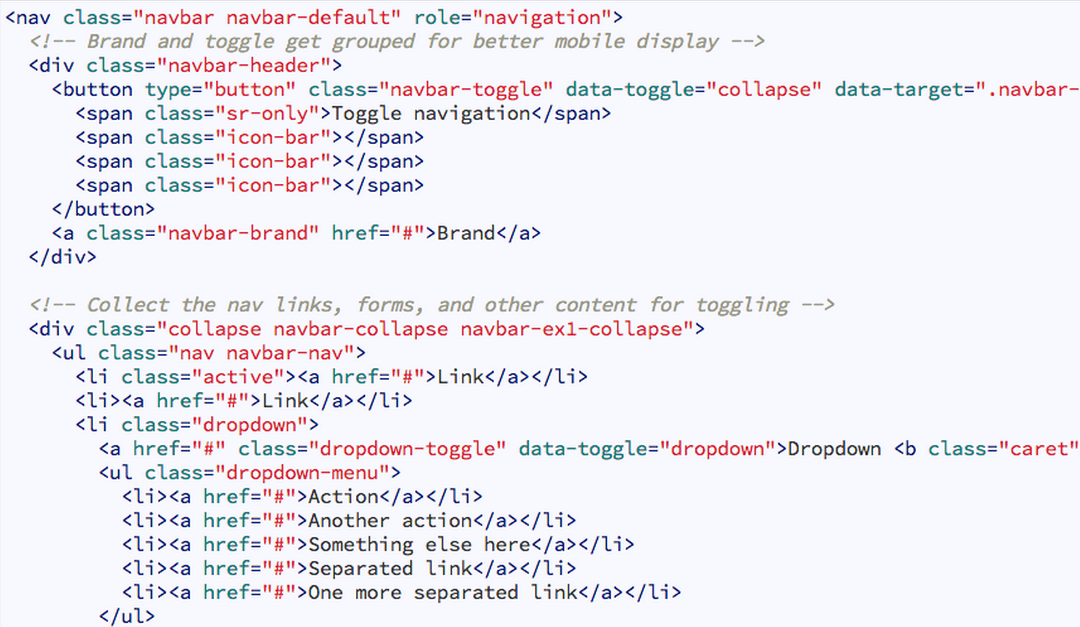 <nav class="navbar navbar-default" role="navigation">
  <!-- Brand and toggle get grouped for better mobile display -->
  <div class="navbar-header">
    <button type="button" class="navbar-toggle" data-toggle="collapse" data-target=".navbar-
      <span class="sr-only">Toggle navigation</span>
      <span class="icon-bar"></span>
      <span class="icon-bar"></span>
      <span class="icon-bar"></span>
    </button>
    <a class="navbar-brand" href="#">Brand</a>
  </div>

  <!-- Collect the nav links, forms, and other content for toggling -->
  <div class="collapse navbar-collapse navbar-ex1-collapse">
    <ul class="nav navbar-nav">
      <li class="active"><a href="#">Link</a></li>
      <li><a href="#">Link</a></li>
      <li class="dropdown">
        <a href="#" class="dropdown-toggle" data-toggle="dropdown">Dropdown <b class="caret"
        <ul class="dropdown-menu">
          <li><a href="#">Action</a></li>
          <li><a href="#">Another action</a></li>
          <li><a href="#">Something else here</a></li>
          <li><a href="#">Separated link</a></li>
          <li><a href="#">One more separated link</a></li>
        </ul>